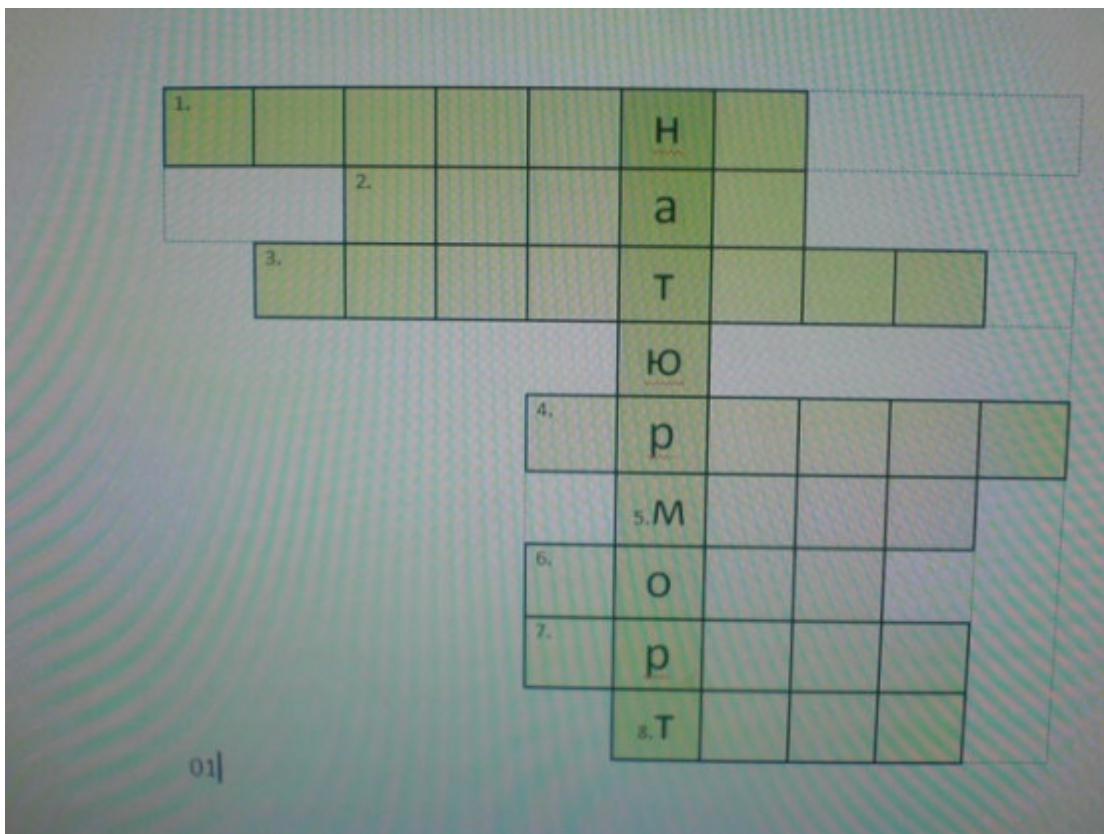 1. н
2. а
3. т
ю
4. р
5. м
6. о
7. р
8. т
01